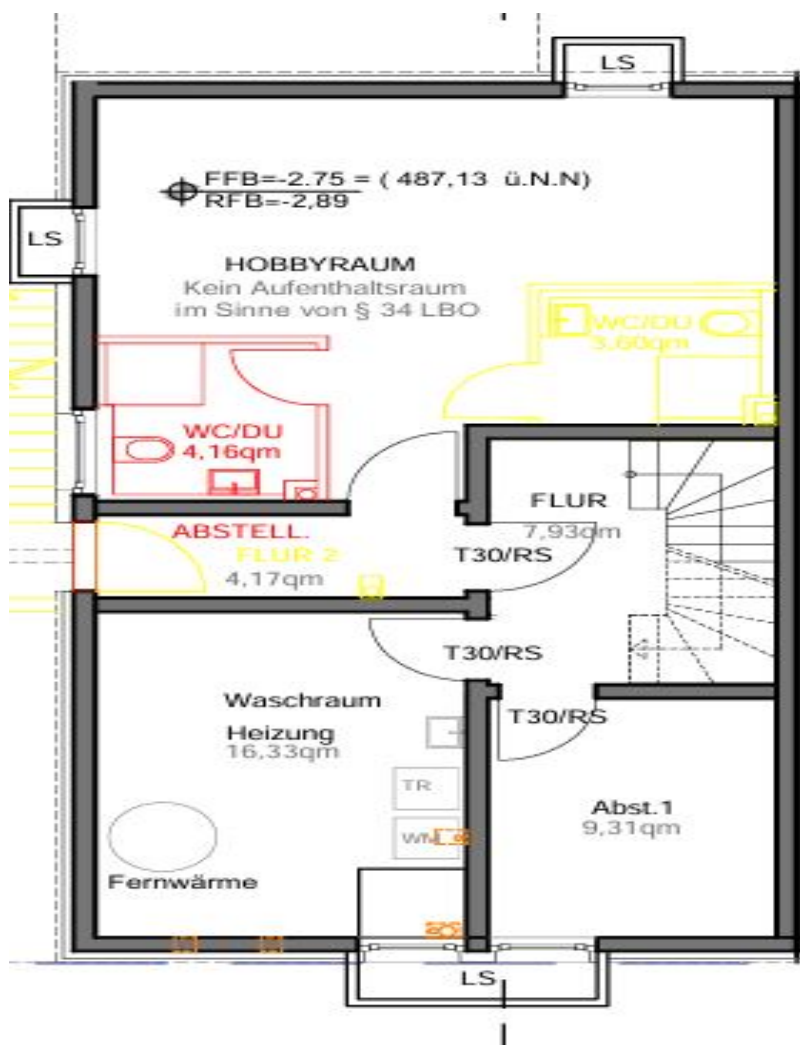 LS
FFB=-2.75 = ( 487,13 ü.N.N)
RFB=-2,89
LS
HOBBYRAUM
Kein Aufenthaltsraum
im Sinne von § 34 LBO
WC/DU
3,60qm
WC/DU
4,16qm
FLUR
7,93qm
ABSTELL.
FLUR 2
4,17qm
T30/RS
T30/RS
Waschraum
Heizung
16,33qm
T30/RS
TR
WM
Abst.1
9,31qm
Fernwärme
LS